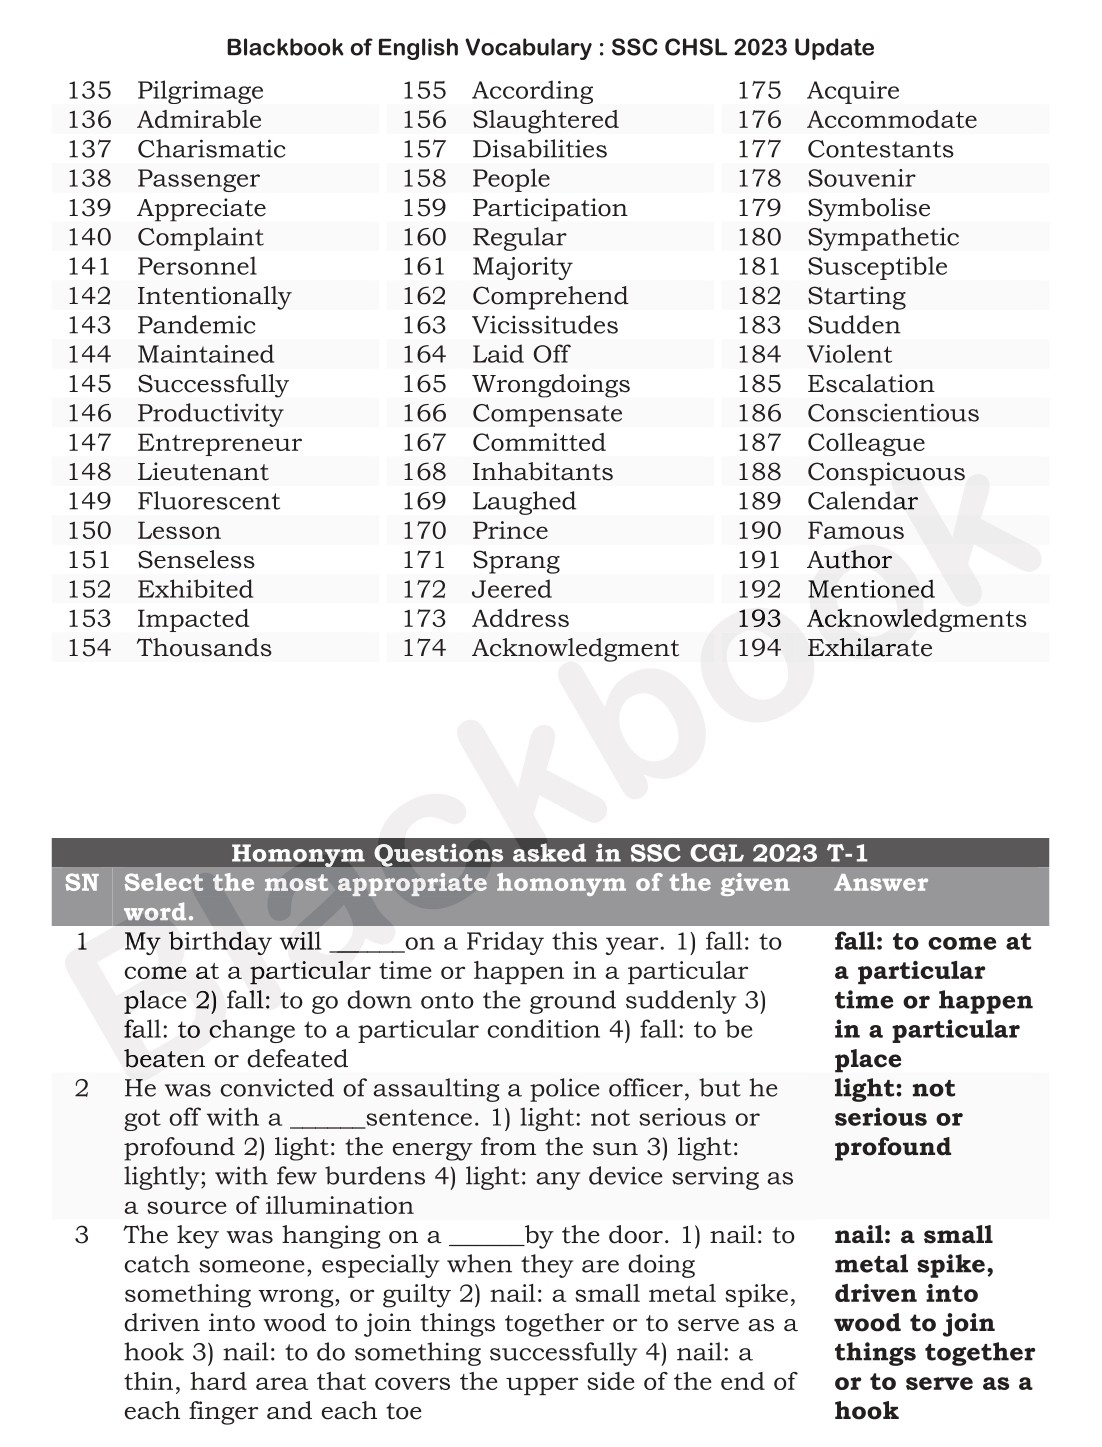 Blackbook of English Vocabulary : SSC CHSL 2023 Update
135 Pilgrimage 155 According 175 Acquire
136 Admirable 156 Slaughtered 176 Accommodate
137 Charismatic 157 Disabilities 177 Contestants
138 Passenger 158 People 178 Souvenir
139 Appreciate 159 Participation 179 Symbolise
140 Complaint 160 Regular 180 Sympathetic
141 Personnel 161 Majority 181 Susceptible
142 Intentionally 162 Comprehend 182 Starting
143 Pandemic 163 Vicissitudes 183 Sudden
144 Maintained 164 Laid Off 184 Violent
145 Successfully 165 Wrongdoings 185 Escalation
146 Productivity 166 Compensate 186 Conscientious
147 Entrepreneur 167 Committed 187 Colleague
148 Lieutenant 168 Inhabitants 188 Conspicuous
149 Fluorescent 169 Laughed 189 Calendar
150 Lesson 170 Prince 190 Famous
151 Senseless 171 Sprang 191 Author
152 Exhibited 172 Jeered 192 Mentioned
153 Impacted 173 Address 193 Acknowledgments
154 Thousands 174 Acknowledgment 194 Exhilarate
Blackbook
Homonym Questions asked in SSC CGL 2023 T-1
SN Select the most appropriate homonym of the given Answer
word.
1 My birthday will ______on a Friday this year. 1) fall: to fall: to come at
come at a particular time or happen in a particular a particular
place 2) fall: to go down onto the ground suddenly 3) time or happen
fall: to change to a particular condition 4) fall: to be in a particular
beaten or defeated place
2 He was convicted of assaulting a police officer, but he light: not
got off with a ______sentence. 1) light: not serious or serious or
profound 2) light: the energy from the sun 3) light: profound
lightly; with few burdens 4) light: any device serving as
a source of illumination
3 The key was hanging on a ______by the door. 1) nail: to nail: a small
catch someone, especially when they are doing metal spike,
something wrong, or guilty 2) nail: a small metal spike, driven into
driven into wood to join things together or to serve as a wood to join
hook 3) nail: to do something successfully 4) nail: a things together
thin, hard area that covers the upper side of the end of or to serve as a
each finger and each toe hook